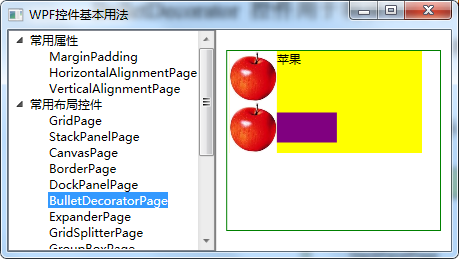 WPF控件基本用法
常用属性
MarginPadding
HorizontalAlignmentPage
VerticalAlignmentPage
常用布局控件
GridPage
StackPanelPage
CanvasPage
BorderPage
DockPanelPage
BulletDecoratorPage
ExpanderPage
GridSplitterPage
GroupBoxPage
苹果